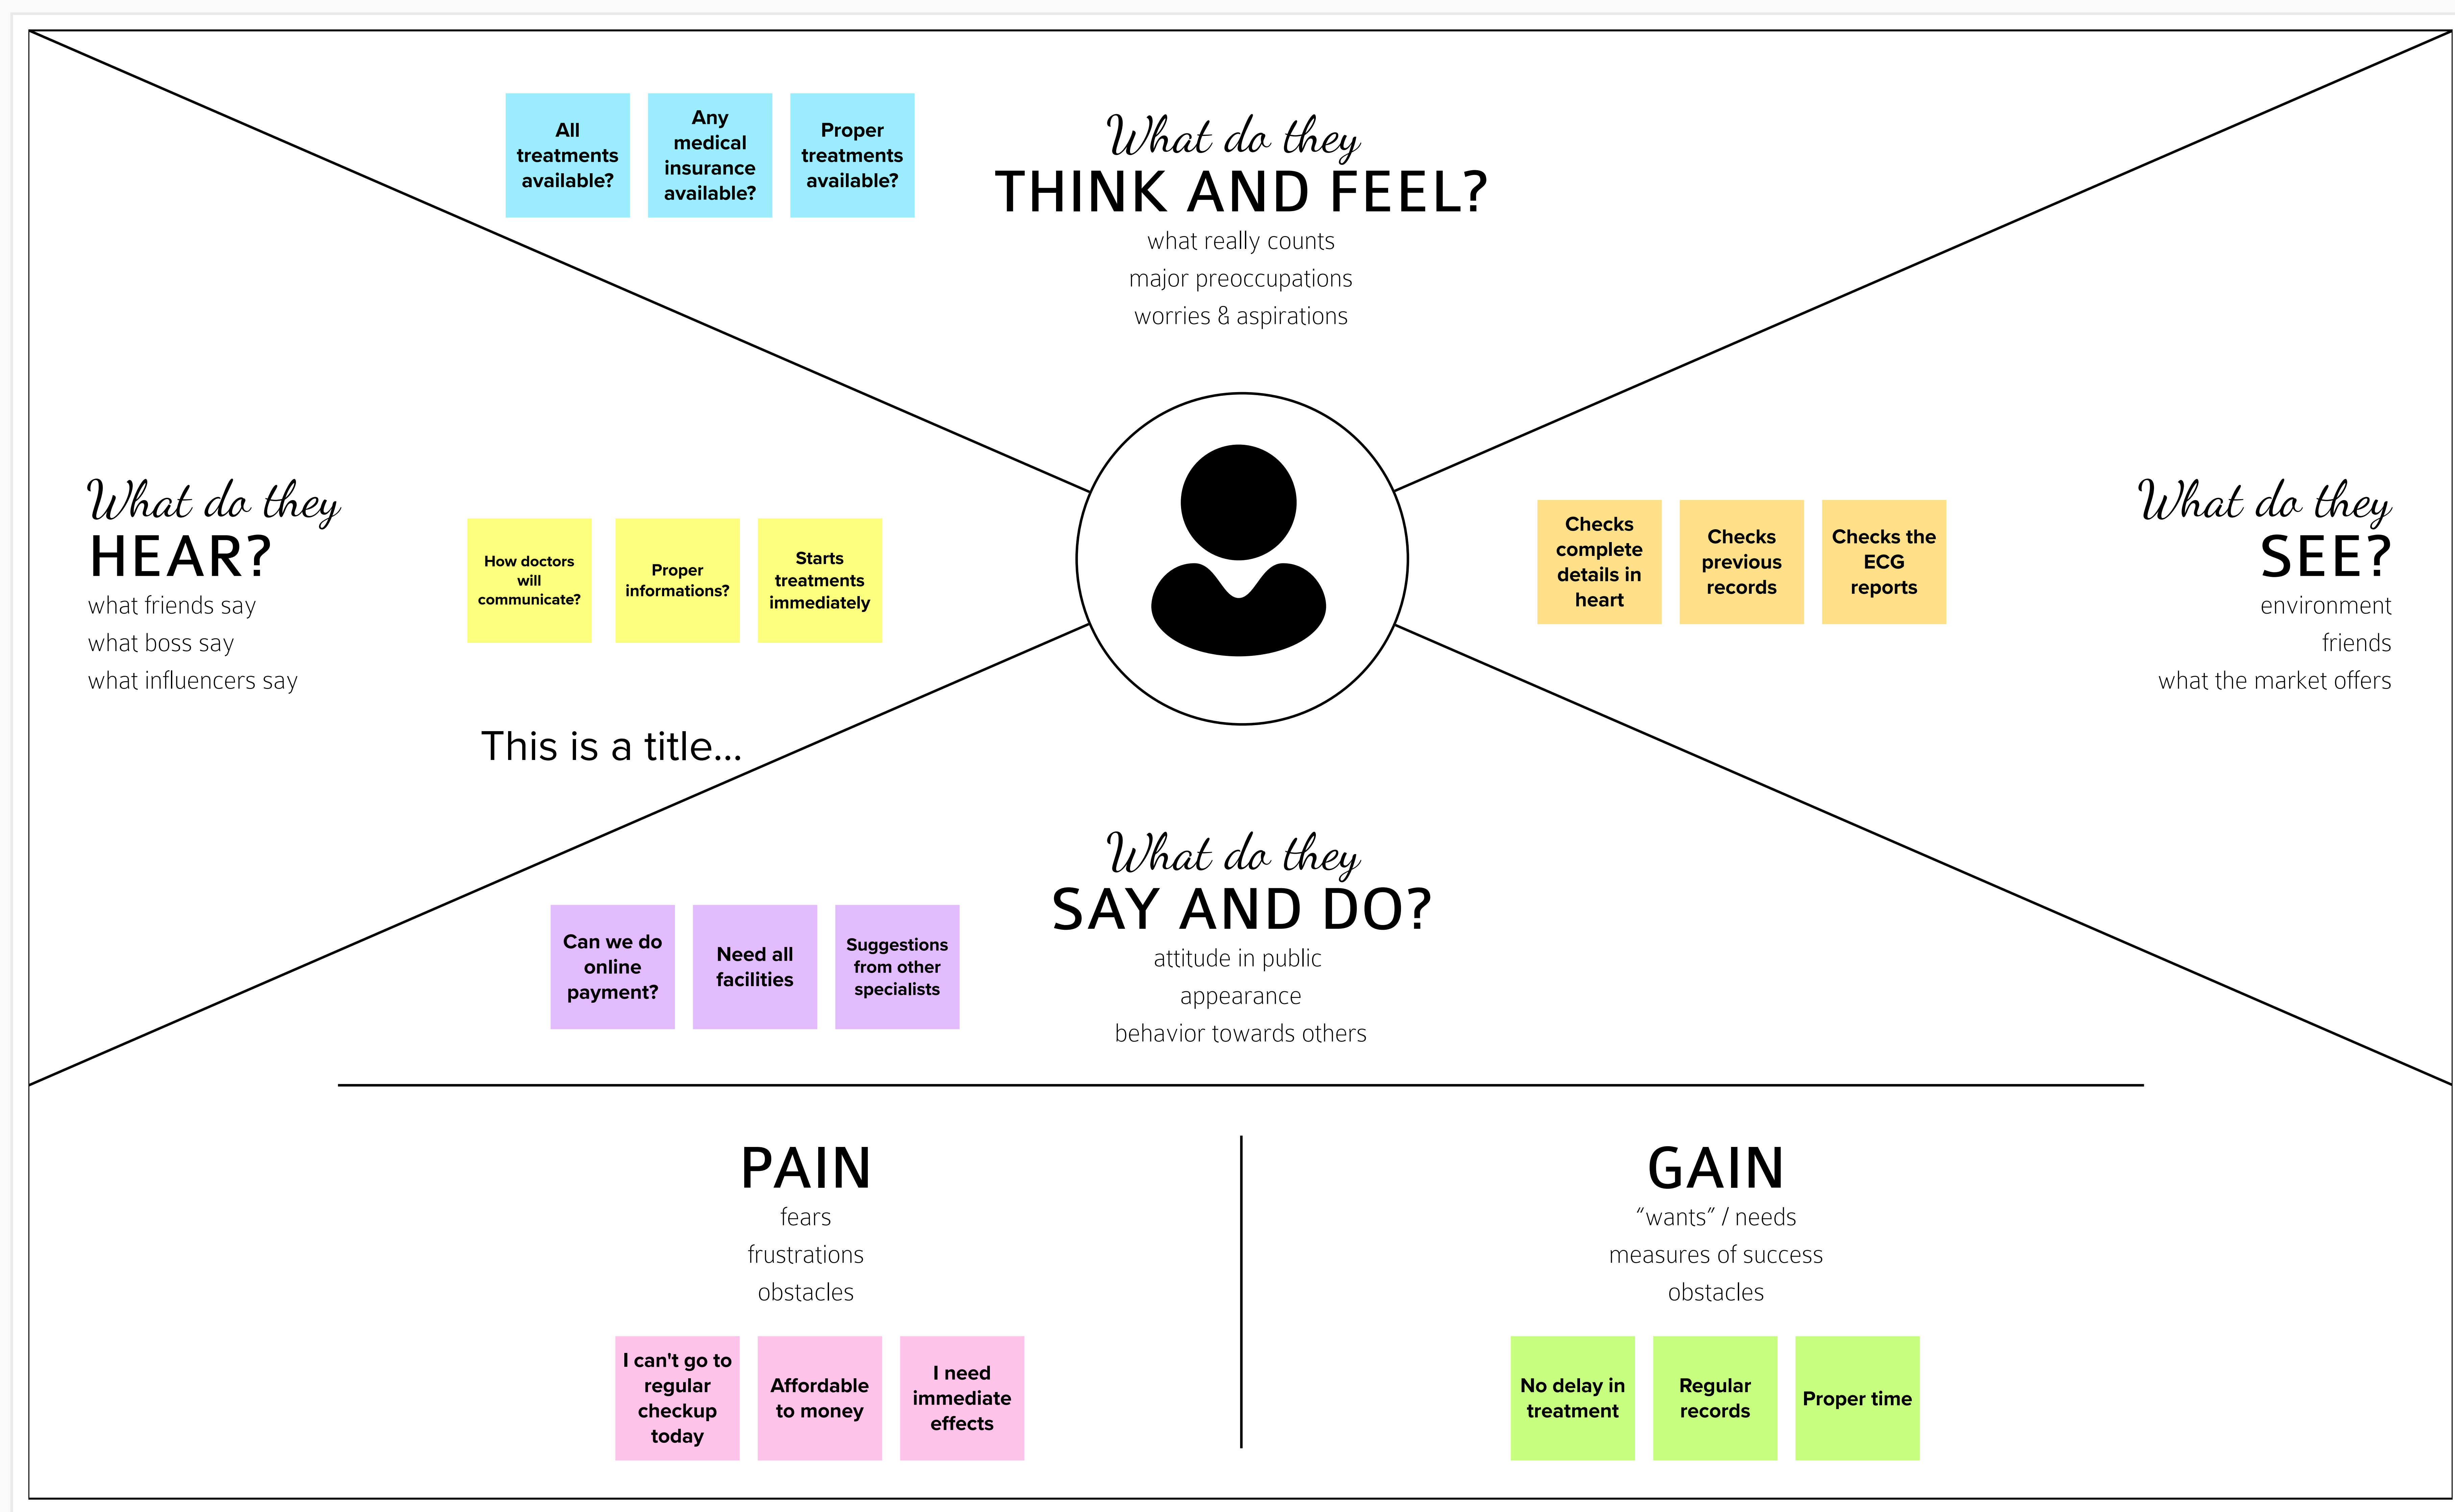 All
treatments
available?
Any
medical
insurance
available?
Proper
treatments
available?
What do they
THINK AND FEEL?
what really counts
major preoccupations
worries & aspirations
What do they
HEAR?
what friends say
what boss say
what influencers say
How doctors
will
communicate?
Proper
informations?
Starts
treatments
immediately
This is a title...
Checks
complete
details in
heart
Checks
previous
records
Checks the
ECG
reports
What do they
SEE?
environment
friends
what the market offers
Can we do
online
payment?
Need all
facilities
Suggestions
from other
specialists
What do they
SAY AND DO?
attitude in public
appearance
behavior towards others
PAIN
fears
frustrations
obstacles
I can't go to
regular
checkup
today
Affordable
to money
I need
immediate
effects
GAIN
“wants” / needs
measures of success
obstacles
No delay in
treatment
Regular
records
Proper time